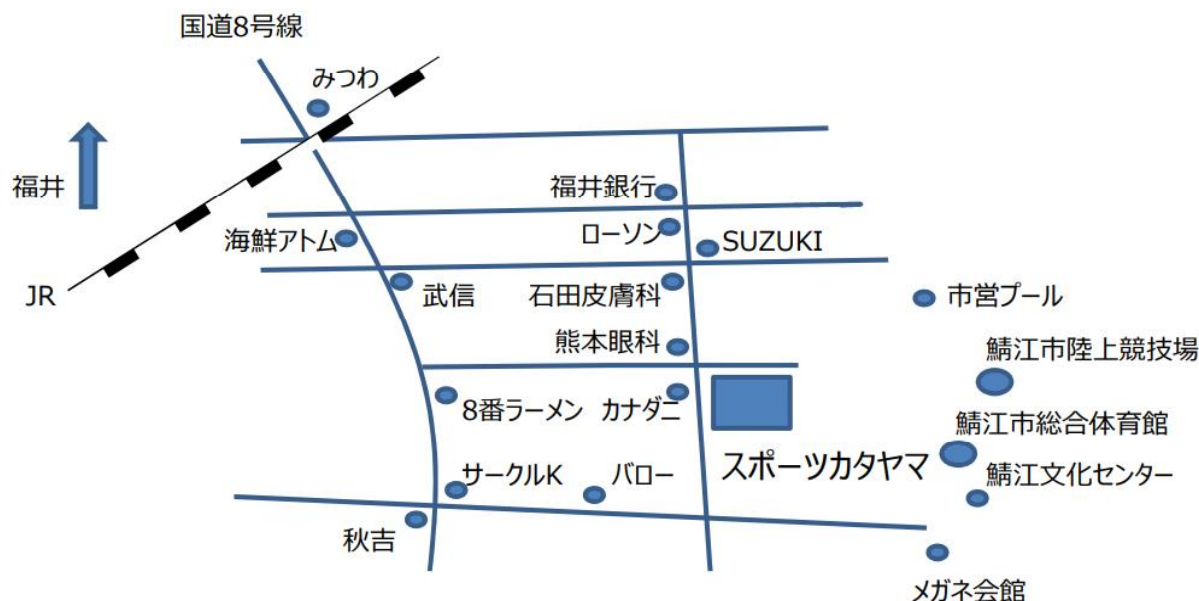 国道8号線
みつわ
福井
福井銀行
海鮮アトム
ローソン
SUZUKI
JR
武信
石田皮膚科
市営プール
熊本眼科
鯖江市陸上競技場
8番ラーメン
カナダニ
鯖江市総合体育館
スポーツカタヤマ
サークルK
バロー
鯖江文化センター
秋吉
メガネ会館